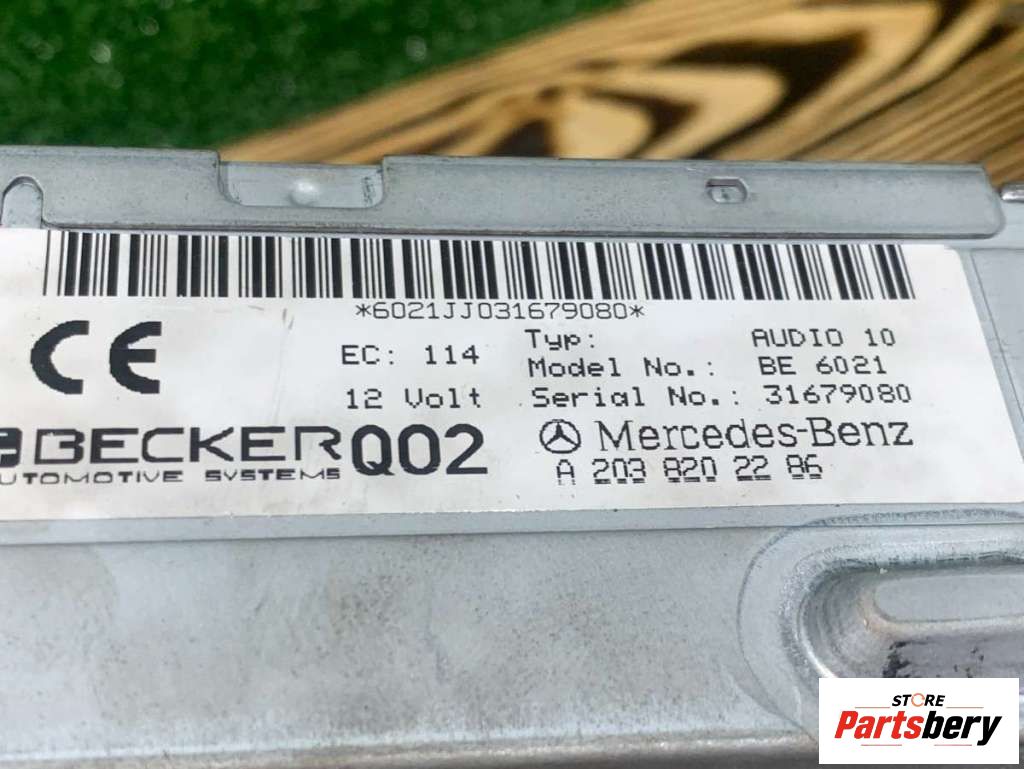 *6021JJ031679080*
CE
EC: 114
12 Volt
Typ: AUDIO 10
Model No.: BE 6021
Serial No.: 31679080
BECKER Q02
UTOMOTIVE SYSTEMS
Mercedes-Benz
A 203 820 22 86
STORE
Partsbery